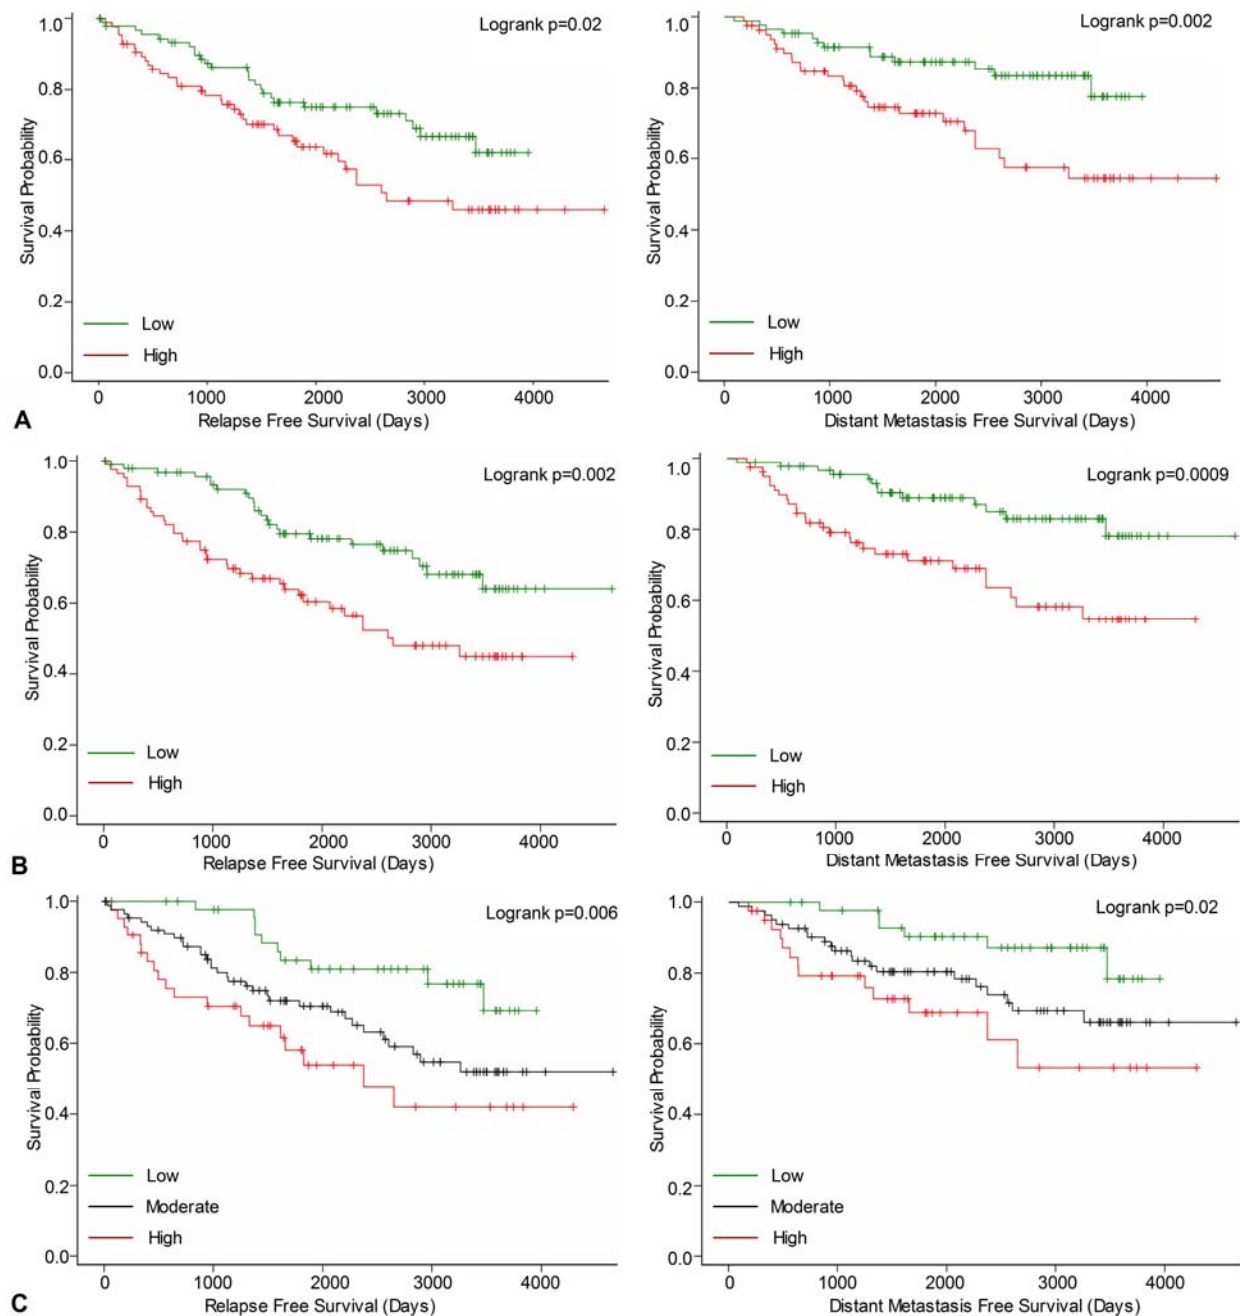 Logrank p=0.02
Survival Probability
1.0
0.8
0.6
0.4
0.2
0.0
Low
High
0 1000 2000 3000 4000
Relapse Free Survival (Days)
A
Logrank p=0.002
Survival Probability
1.0
0.8
0.6
0.4
0.2
0.0
Low
High
0 1000 2000 3000 4000
Distant Metastasis Free Survival (Days)
Logrank p=0.002
Survival Probability
1.0
0.8
0.6
0.4
0.2
0.0
Low
High
0 1000 2000 3000 4000
Relapse Free Survival (Days)
B
Logrank p=0.0009
Survival Probability
1.0
0.8
0.6
0.4
0.2
0.0
Low
High
0 1000 2000 3000 4000
Distant Metastasis Free Survival (Days)
Logrank p=0.006
Survival Probability
1.0
0.8
0.6
0.4
0.2
0.0
Low
Moderate
High
0 1000 2000 3000 4000
Relapse Free Survival (Days)
C
Logrank p=0.02
Survival Probability
1.0
0.8
0.6
0.4
0.2
0.0
Low
Moderate
High
0 1000 2000 3000 4000
Distant Metastasis Free Survival (Days)